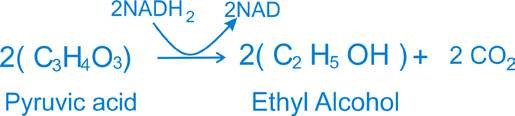 2NADH₂ 2NAD
2( C₃H₄O₃) 2( C₂ H₅ OH ) + 2 CO₂
Pyruvic acid Ethyl Alcohol